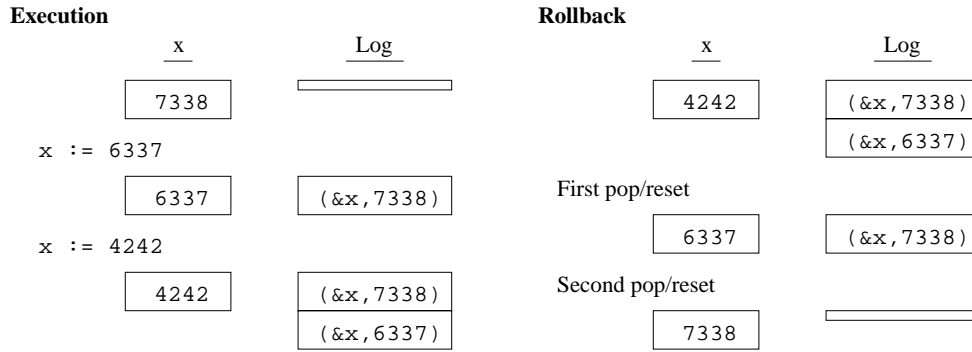 Execution
x Log
7338
x := 6337
6337 (&x,7338)
x := 4242
4242 (&x,7338)
(&x,6337)
Rollback
x Log
4242 (&x,7338)
(&x,6337)
First pop/reset
6337 (&x,7338)
Second pop/reset
7338